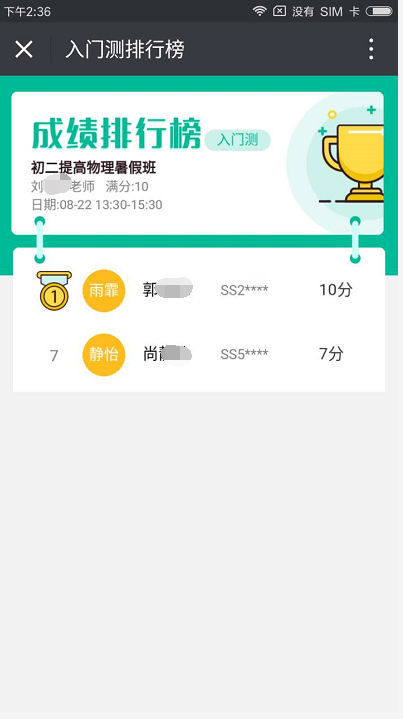 下午2:36 没有 SIM 卡
入门测排行榜
成绩排行榜 入门测
初二提高物理暑假班
刘 老师 满分:10
日期:08-22 13:30-15:30
1 雨霏 郭 SS2**** 10分
7 静怡 尚 SS5**** 7分